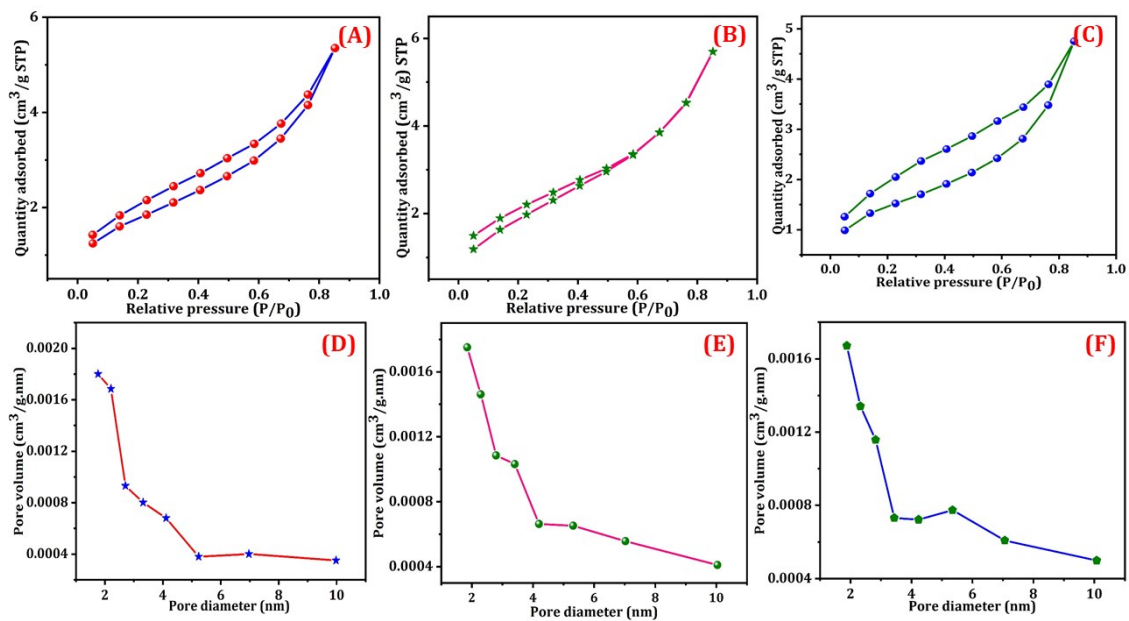 (A)
6
4
2
Quantity adsorbed (cm³/g STP
0.0 0.2 0.4 0.6 0.8 1.0
Relative pressure (P/P₀)
(B)
6
4
2
Quantity adsorbed (cm³/g) STP
0.0 0.2 0.4 0.6 0.8 1.0
Relative pressure (P/P₀)
(C)
5
4
3
2
1
Quantity adsorbed (cm³/g STP
0.0 0.2 0.4 0.6 0.8 1.0
Relative pressure (P/P₀)
(D)
0.0020
0.0016
0.0012
0.0008
0.0004
Pore volume (cm³/g.nm)
2 4 6 8 10
Pore diameter (nm)
(E)
0.0016
0.0012
0.0008
0.0004
Pore volume (cm³/g.nm)
2 4 6 8 10
Pore diameter (nm)
(F)
0.0016
0.0012
0.0008
0.0004
Pore volume (cm³/g.nm)
2 4 6 8 10
Pore diameter (nm)